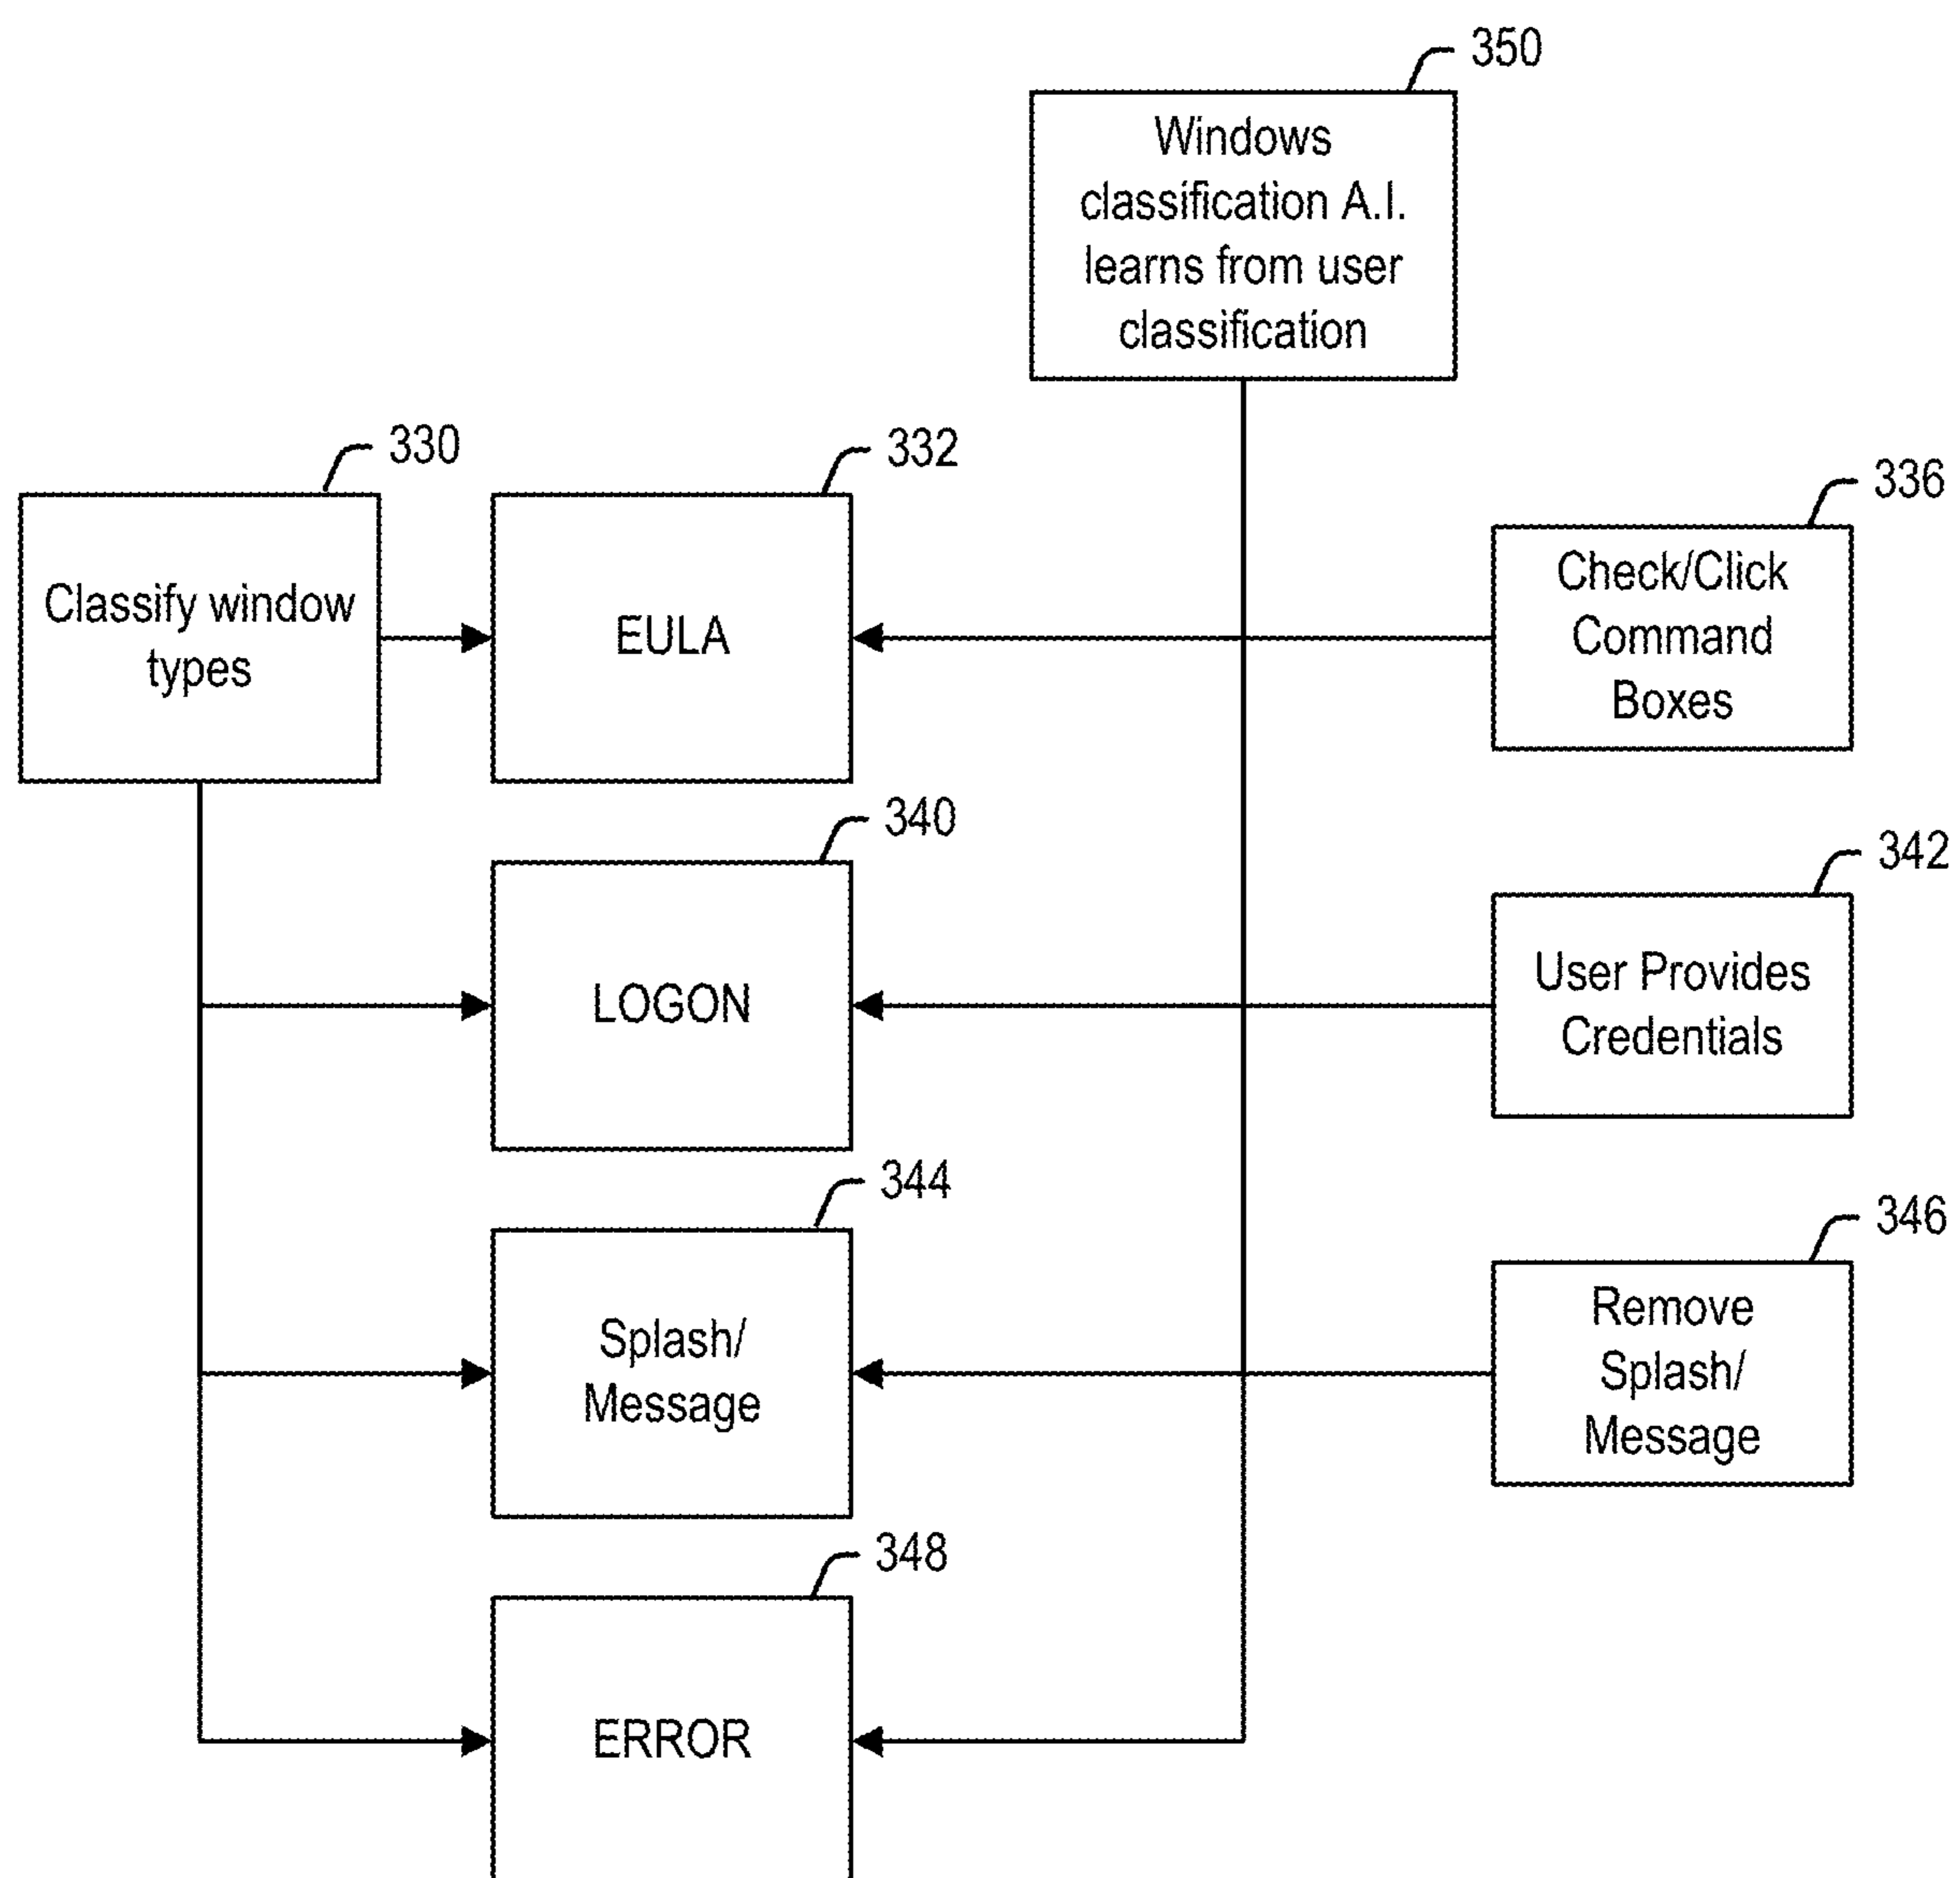 350
Windows
classification A.I.
learns from user
classification
330
Classify window
types
332
EULA
336
Check/Click
Command
Boxes
340
LOGON
342
User Provides
Credentials
344
Splash/
Message
346
Remove
Splash/
Message
348
ERROR